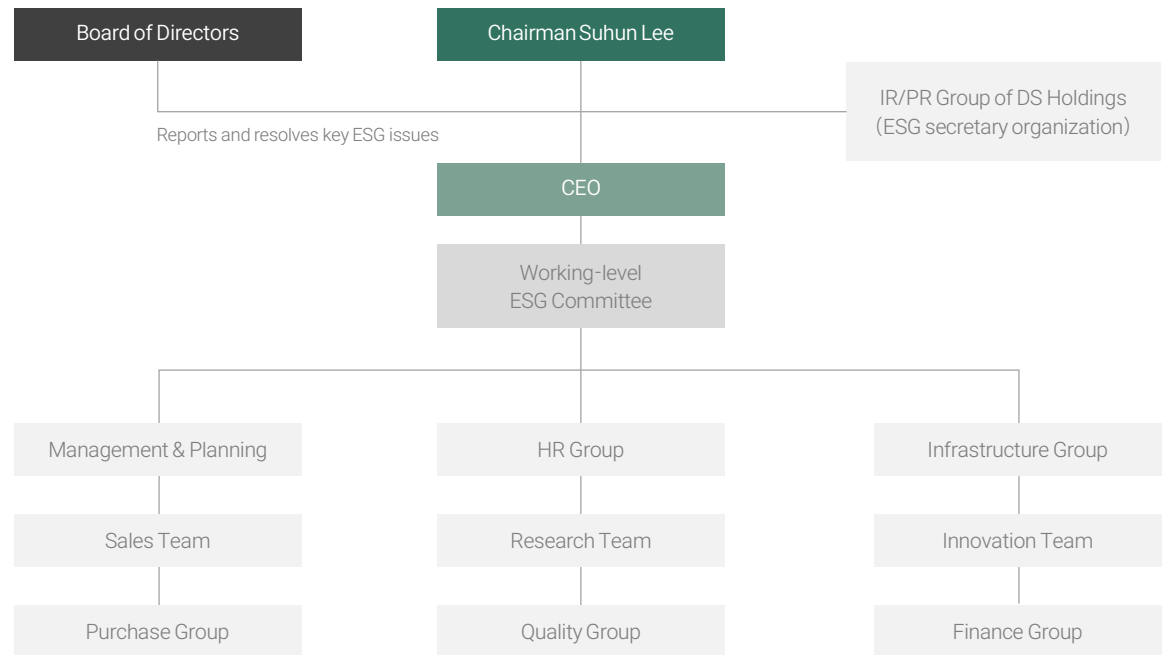 Board of Directors
Chairman Suhun Lee
IR/PR Group of DS Holdings
(ESG secretary organization)
Reports and resolves key ESG issues
CEO
Working-level
ESG Committee
Management & Planning
HR Group
Infrastructure Group
Sales Team
Research Team
Innovation Team
Purchase Group
Quality Group
Finance Group